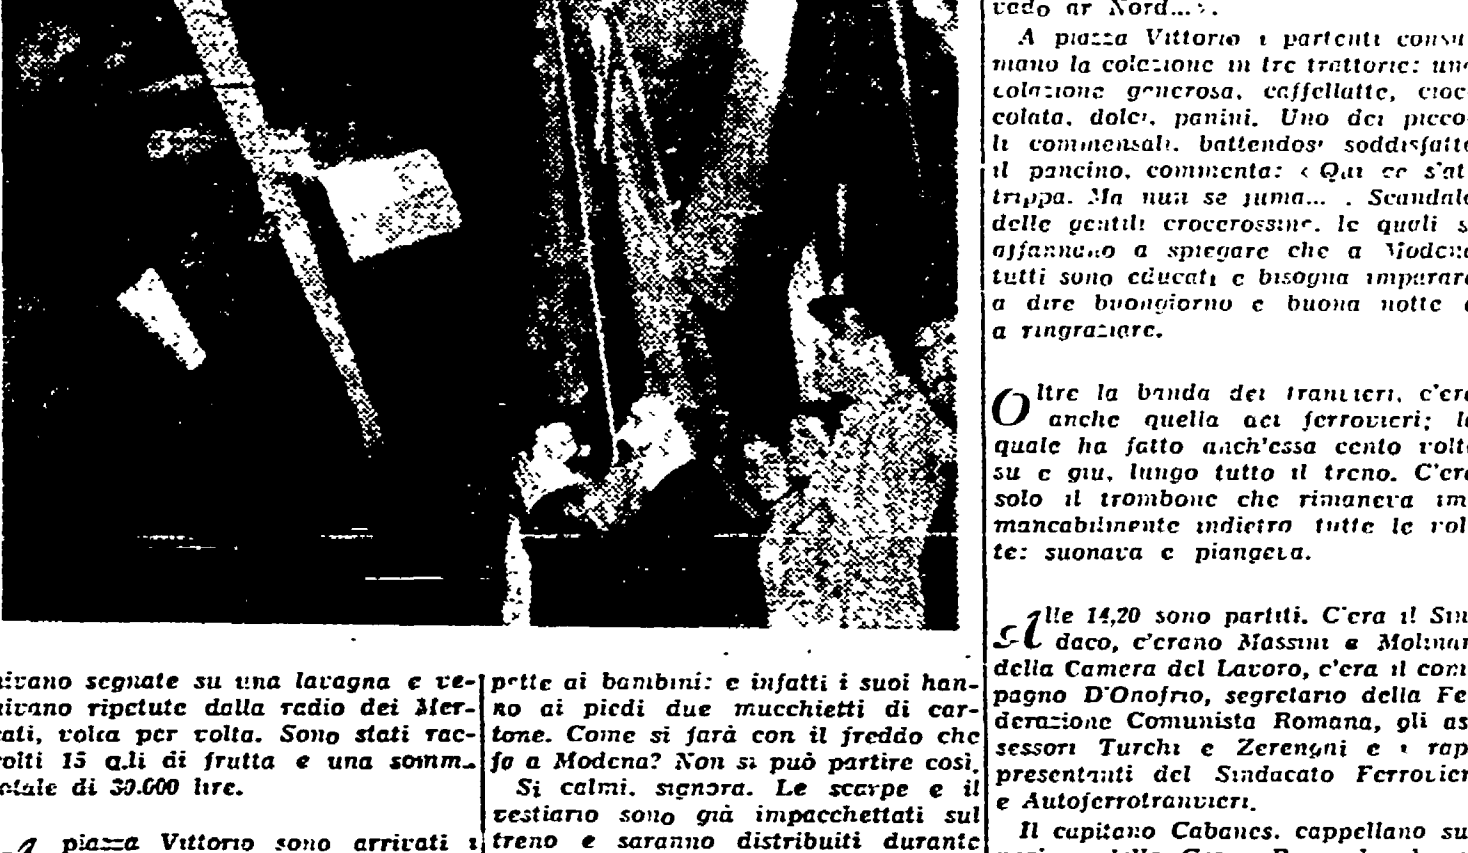 nivano segnate su una lavagna e ve-
nivano ripetute dalla radio dei Mer-
cati, volta per volta. Sono stati rac-
colti 15 q.li di frutta e una somm-
totale di 30.000 lire.
piazza Vittorio sono arrivati i
pette ai bambini: e infatti i suoi han-
no ai piedi due mucchietti di car-
tone. Come si farà con il freddo che
fa a Modena? Non si può partire così.
Si calmi, signora. Le scarpe e il
vestiario sono già impacchettati sul
treno e saranno distribuiti durante
ar Nord...».
A piazza Vittorio i partenti consu-
mano la colazione in tre trattorie: una
colazione generosa, caffellatte, cioc-
colata, dolci, panini. Uno dei picco-
li commensali, battendosi soddisfatto
il pancino, commenta: « Qui ce s'at-
trippa. Ma nun se fuma... . Scandalo
delle gentili crocerossine, le quali si
affannano a spiegare che a Modena
tutti sono educati e bisogna imparare
a dire buongiorno e buona notte e
a ringraziare.
Oltre la banda dei tranvieri, c'era
anche quella dei ferrovieri; la
quale ha fatto anch'essa cento volte
su e giu, lungo tutto il treno. C'era
solo il trombone che rimaneva im-
mancabilmente indietro tutte le vol-
te: suonava e piangeva.
Alle 14,20 sono partiti. C'era il Sin-
daco, c'erano Massini e Molinari
della Camera del Lavoro, c'era il com-
pagno D'Onofrio, segretario della Fe-
derazione Comunista Romana, gli as-
sessori Turchi e Zerenghi e i rap-
presentanti del Sindacato Ferrovieri
e Autoferrotranvieri.
Il capitano Cabanes, cappellano su-